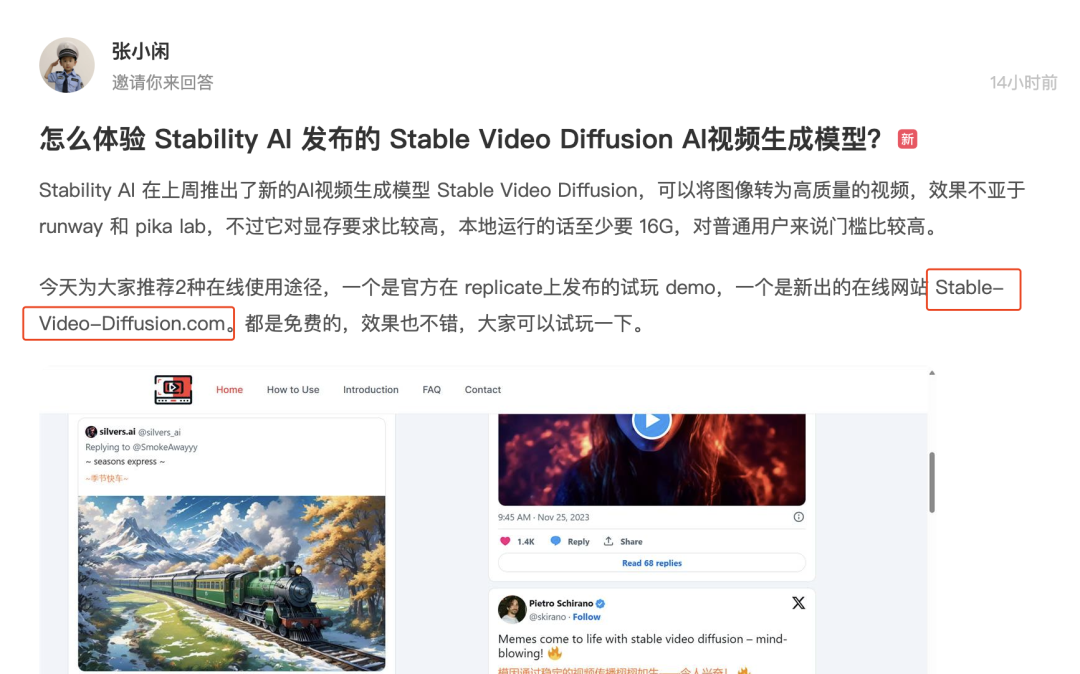 张小闲
邀请你来回答
14小时前
怎么体验 Stability AI 发布的 Stable Video Diffusion AI视频生成模型? 新
Stability AI 在上周推出了新的AI视频生成模型 Stable Video Diffusion，可以将图像转为高质量的视频，效果不亚于
runway 和 pika lab，不过它对显存要求比较高，本地运行的话至少要 16G，对普通用户来说门槛比较高。
今天为大家推荐2种在线使用途径，一个是官方在 replicate上发布的试玩 demo，一个是新出的在线网站 Stable-
Video-Diffusion.com。都是免费的，效果也不错，大家可以试玩一下。
Home How to Use Introduction FAQ Contact
silvers.ai @silvers_ai
Replying to @SmokeAwayyy
~ seasons express ~
~季节快车~
9:45 AM · Nov 25, 2023
1.4K Reply Share
Read 68 replies
Pietro Schirano
@skirano · Follow
Memes come to life with stable video diffusion – mind-
blowing! 🔥